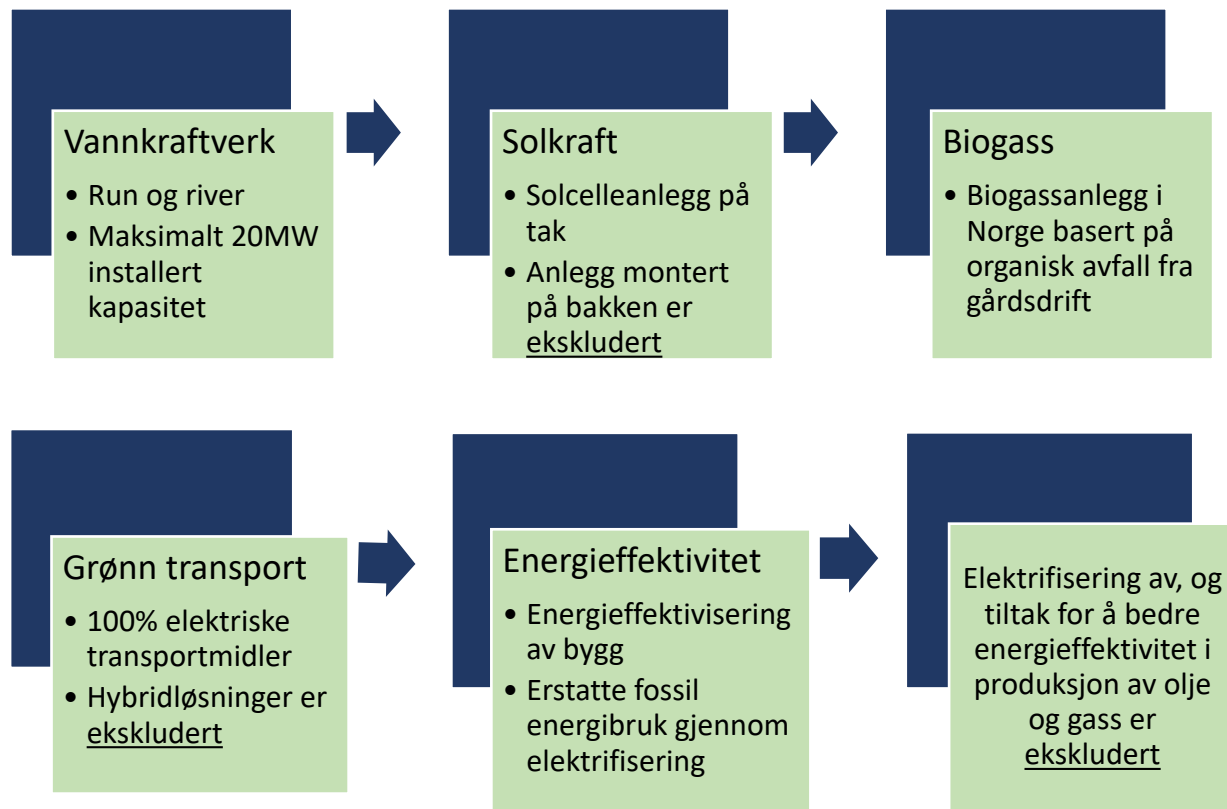 Vannkraftverk
• Run og river
• Maksimalt 20MW
installert
kapasitet
Solkraft
• Solcelleanlegg på
tak
• Anlegg montert
på bakken er
ekskludert
Biogass
• Biogassanlegg i
Norge basert på
organisk avfall fra
gårdsdrift
Grønn transport
• 100% elektriske
transportmidler
• Hybridløsninger er
ekskludert
Energieffektivitet
• Energieffektivisering
av bygg
• Erstatte fossil
energibruk gjennom
elektrifisering
Elektrifisering av, og
tiltak for å bedre
energieffektivitet i
produksjon av olje
og gass er
ekskludert